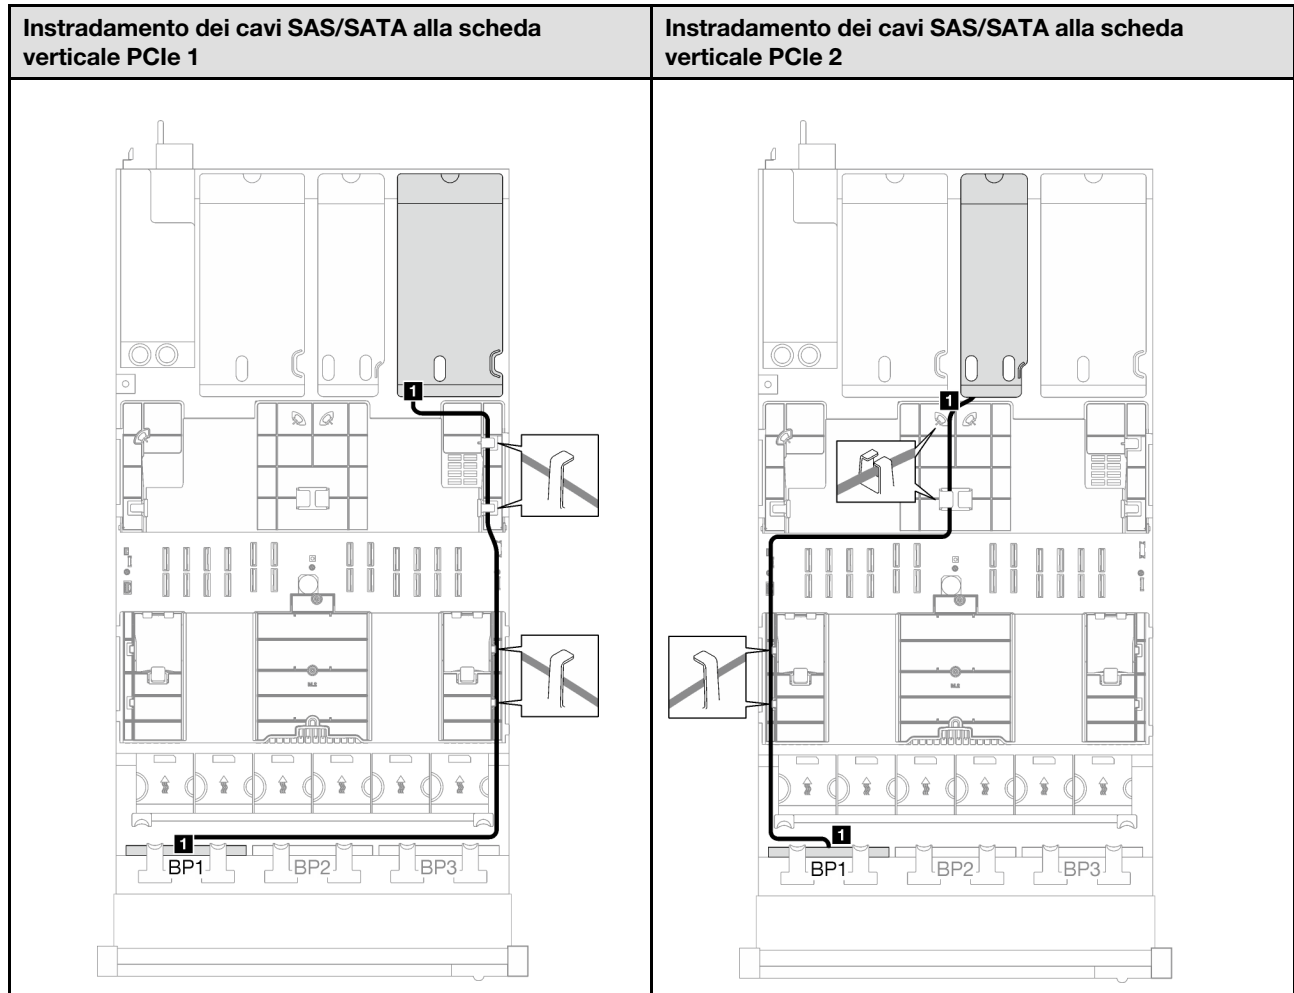 Instradamento dei cavi SAS/SATA alla scheda
verticale PCIe 1
Instradamento dei cavi SAS/SATA alla scheda
verticale PCIe 2
1
1
BP1
BP2
BP3
1
1
BP1
BP2
BP3